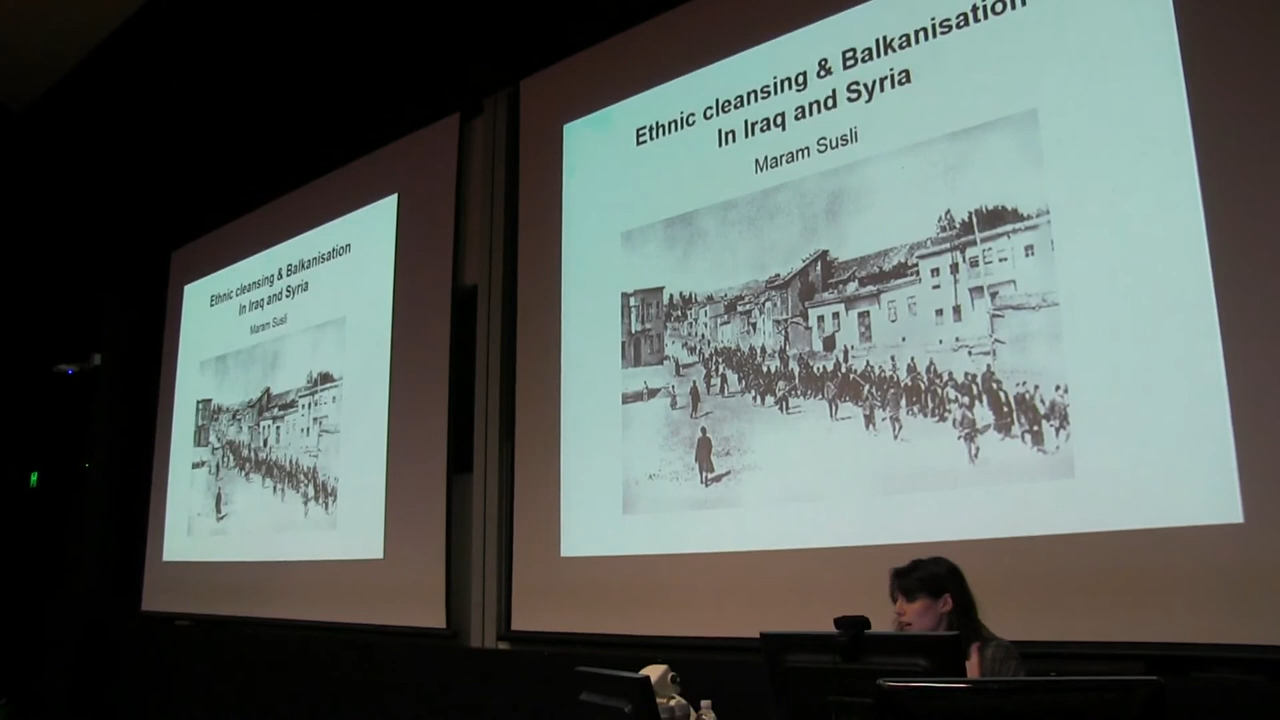 Ethnic cleansing & Balkanisation
In Iraq and Syria
Maram Susli
Ethnic cleansing & Balkanisation
In Iraq and Syria
Maram Susli